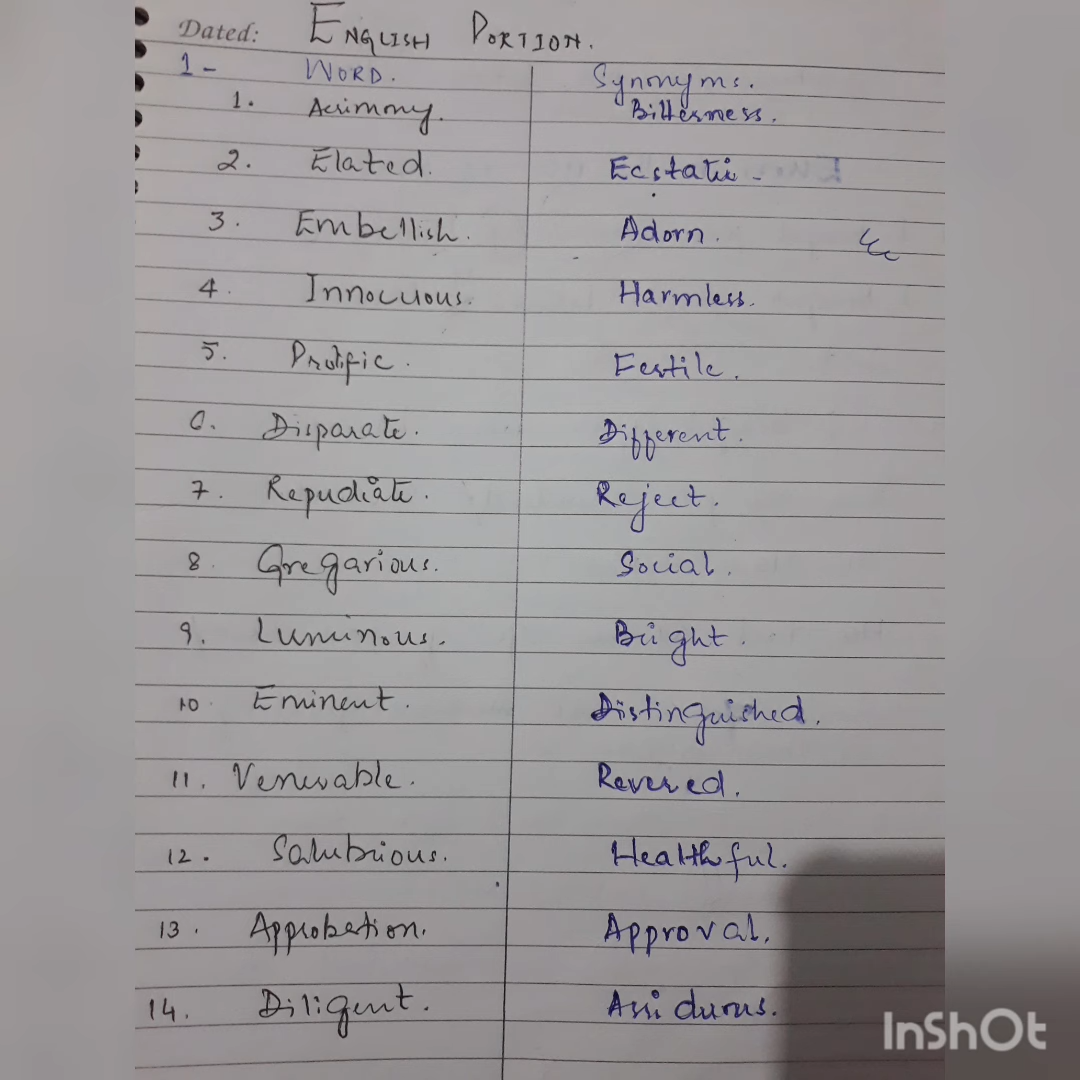 Dated: ENGLISH PORTION.
1- WORD. Synonyms.
1. Acrimony. Bitterness.
2. Elated. Ecstatic -
3. Embellish. Adorn.
4. Innocuous. Harmless.
5. Prolific. Fertile.
6. Disparate. Different.
7. Repudiate. Reject.
8. Gregarious. Social.
9. Luminous. Bright.
10. Eminent. Distinguished.
11. Venerable. Revered.
12. Salubrious. Healthful.
13. Approbation. Approval.
14. Diligent. Assiduous.
InShOt